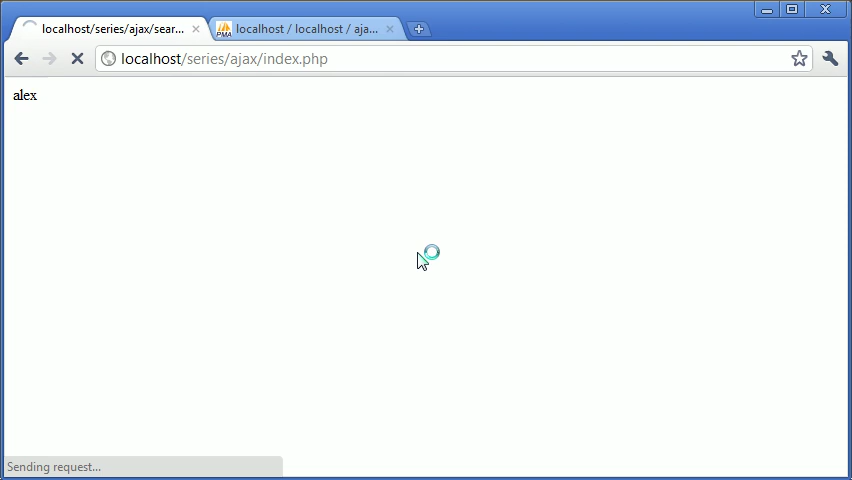 localhost/series/ajax/sear...
PMA
localhost / localhost / aja...
localhost/series/ajax/index.php
alex
Sending request...